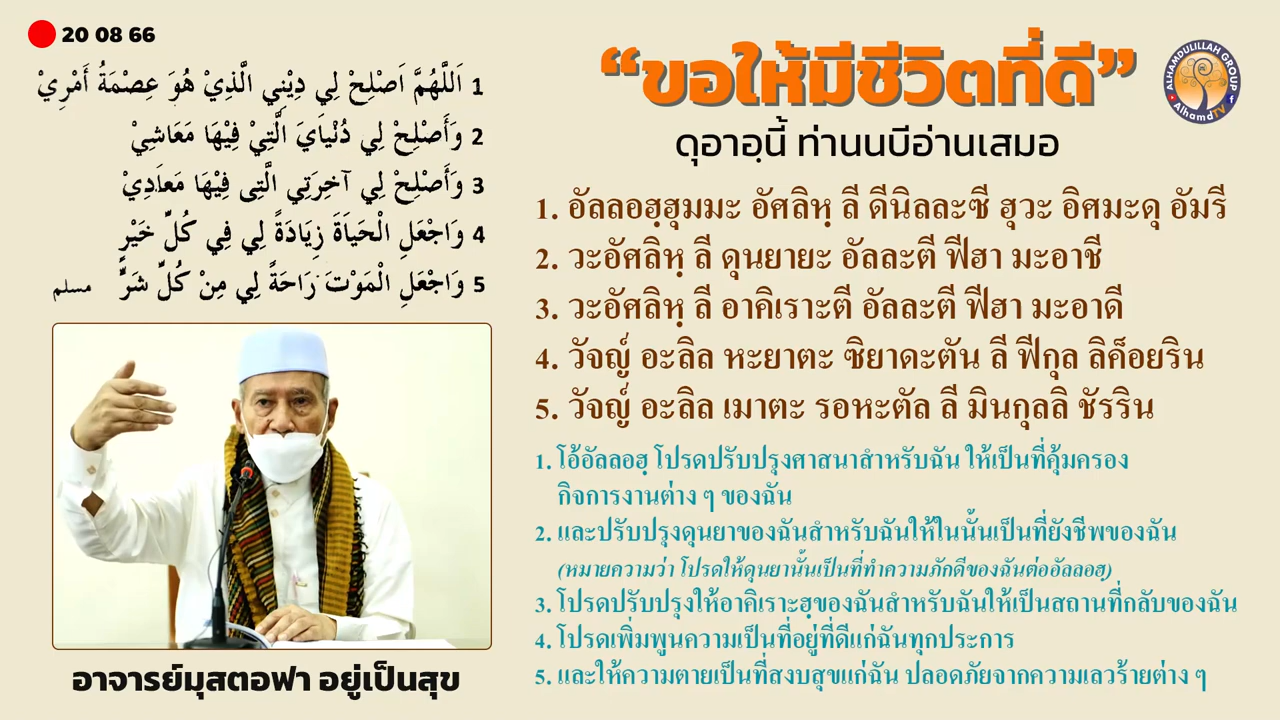 20 08 66
اَللَّهُمَّ اَصْلِحْ لِي دِيْنِي الَّذِيْ هُوَ عِصْمَةُ أَمْرِيْ 1
وَأَصْلِحْ لِي دُنْيَايَ الَّتِيْ فِيْهَا مَعَاشِيْ 2
وَأَصْلِحْ لِي آخِرَتِي الَّتِى فِيْهَا مَعَادِيْ 3
وَاجْعَلِ الْحَيَاةَ زِيَادَةً لِي فِي كُلِّ خَيْرٍ 4
وَاجْعَلِ الْمَوْتَ رَاحَةً لِي مِنْ كُلِّ شَرٍّ 5
مسلم
อาจารย์มุสตอฟา อยู่เป็นสุข
“ขอให้มีชีวิตที่ดี”
ALHAMDULILLAH GROUP
AlhamdTV
ดุอาอฺนี้ ท่านนบีอ่านเสมอ
1. อัลลอฮฺฮุมมะ อัศลิหฺ ลี ดีนิลละซี ฮุวะ อิศมะดุ อัมรี
2. วะอัศลิหฺ ลี ดุนยายะ อัลละตี ฟีฮา มะอาชี
3. วะอัศลิหฺ ลี อาคิเราะตี อัลละตี ฟีฮา มะอาดี
4. วัจญ์ อะลิล หะยาตะ ซิยาดะตัน ลี ฟีกุล ลิค็อยริน
5. วัจญ์ อะลิล เมาตะ รอหะตัล ลี มินกุลลิ ชัรริน
1. โอ้อัลลอฮฺ โปรดปรับปรุงศาสนาสำหรับฉัน ให้เป็นที่คุ้มครอง
กิจการงานต่าง ๆ ของฉัน
2. และปรับปรุงดุนยาของฉันสำหรับฉันให้ในนั้นเป็นที่ยังชีพของฉัน
(หมายความว่า โปรดให้ดุนยานั้นเป็นที่ทำความภักดีของฉันต่ออัลลอฮฺ)
3. โปรดปรับปรุงให้อาคิเราะฮฺของฉันสำหรับฉันให้เป็นสถานที่กลับของฉัน
4. โปรดเพิ่มพูนความเป็นที่อยู่ที่ดีแก่ฉันทุกประการ
5. และให้ความตายเป็นที่สงบสุขแก่ฉัน ปลอดภัยจากความเลวร้ายต่าง ๆ